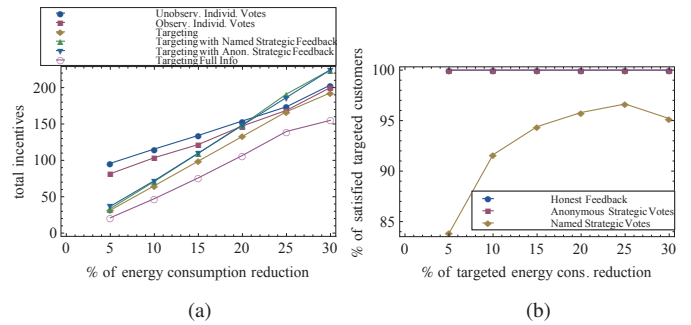 Unobserv. Individ. Votes
Observ. Individ. Votes
Targeting
Targeting with Named Strategic Feedback
Targeting with Anon. Strategic Feedback
Targeting Full Info
total incentives
200
150
100
50
0
0 5 10 15 20 25 30
% of energy consumption reduction
(a)
% of satisfied targeted customers
100
95
90
85
Honest Feedback
Anonymous Strategic Votes
Named Strategic Votes
0 5 10 15 20 25 30
% of targeted energy cons. reduction
(b)